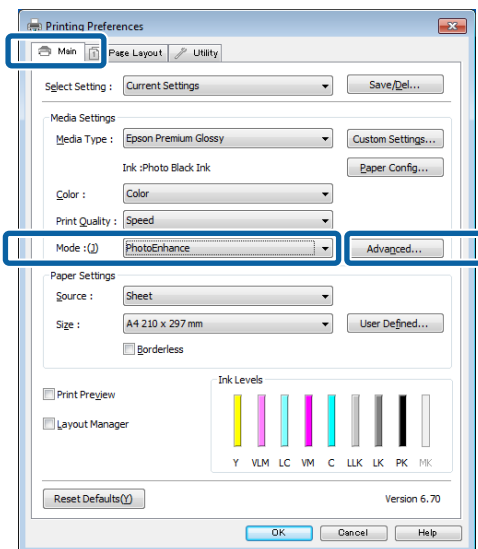 Printing Preferences
Main Page Layout Utility
Select Setting : Current Settings Save/Del...
Media Settings
Media Type : Epson Premium Glossy Custom Settings...
Ink :Photo Black Ink Paper Config...
Color : Color
Print Quality : Speed
Mode :(J) PhotoEnhance Advanced...
Paper Settings
Source : Sheet
Size : A4 210 x 297 mm User Defined...
Borderless
Ink Levels
Print Preview
Layout Manager
Y VLM LC VM C LLK LK PK MK
Reset Defaults(Y) Version 6.70
OK Cancel Help